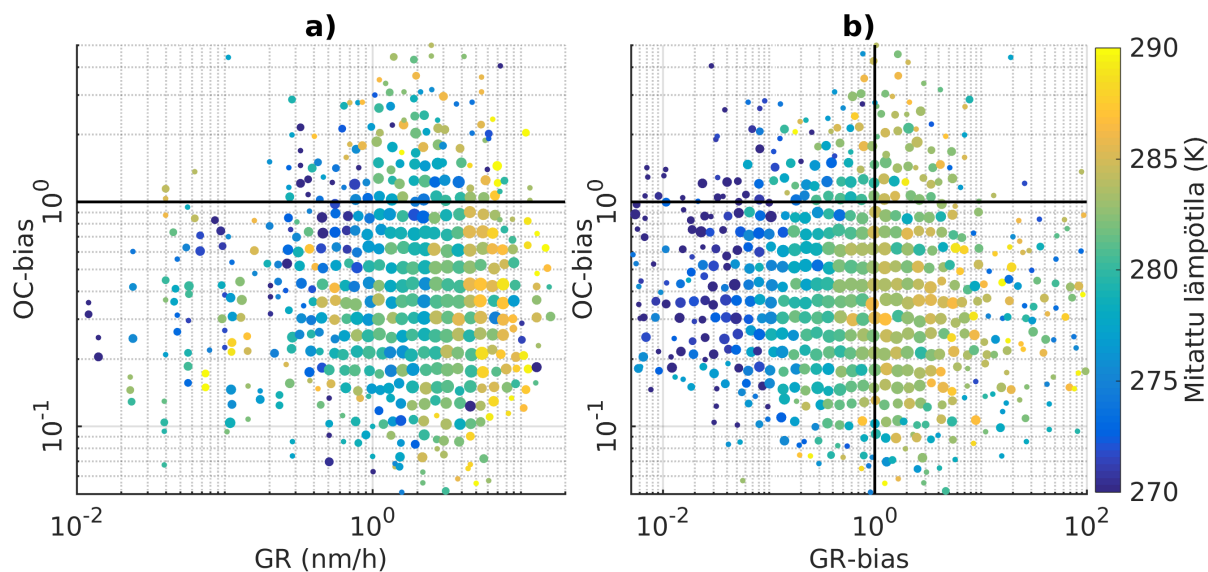 a)
b)
OC-bias
10^0
10^-1
10^-2
10^0
GR (nm/h)
OC-bias
10^0
10^-1
10^-2
10^0
10^2
GR-bias
290
285
280
275
270
Mitattu lämpötila (K)